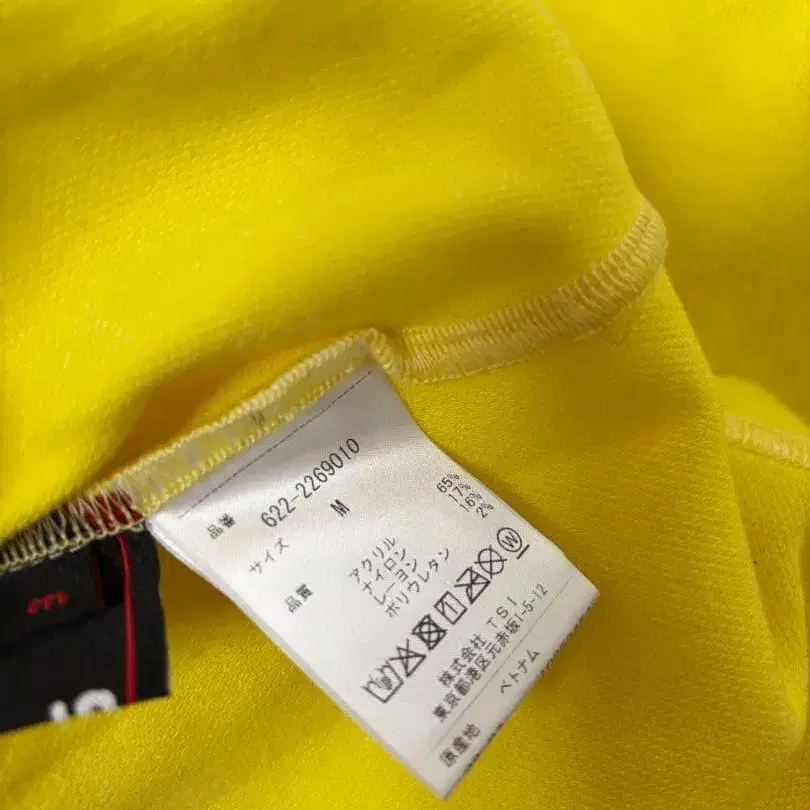 品番 622-2269010
サイズ M
品質 アクリル 65%
ナイロン 17%
レーヨン 16%
ポリウレタン 2%
株式会社 TSI
東京都港区元赤坂1-5-12
原産地 ベトナム